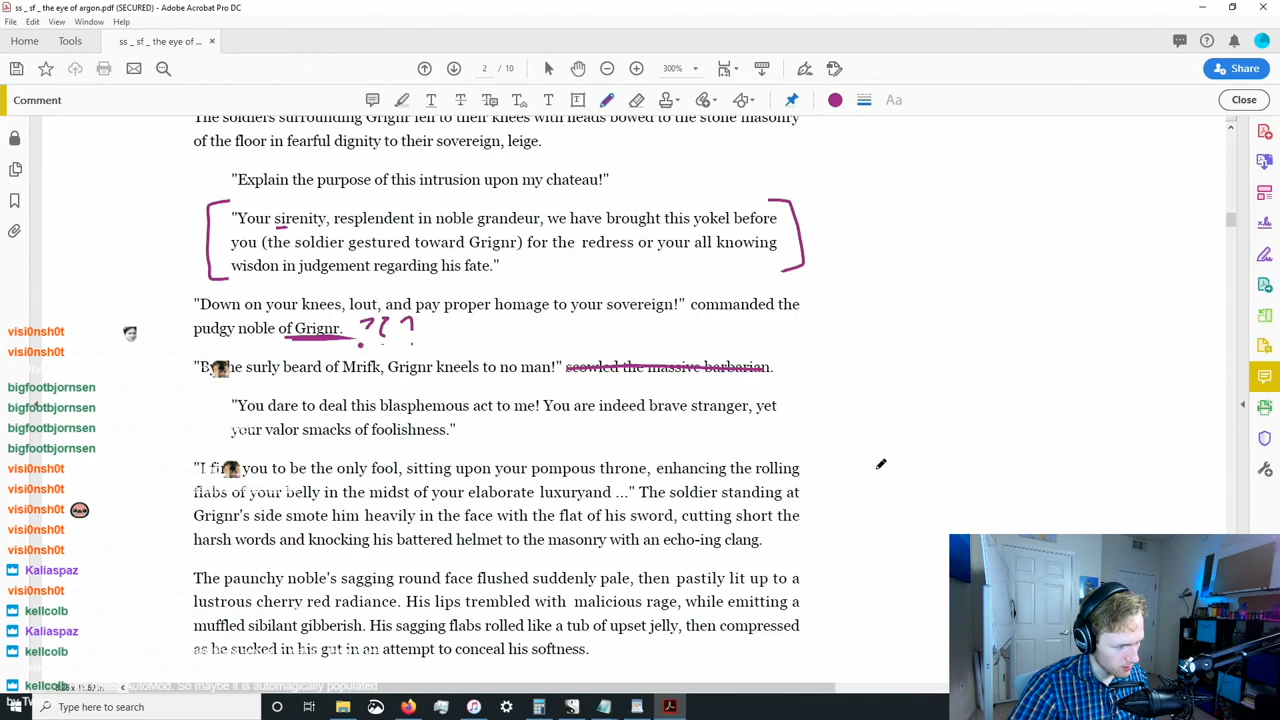 ss _ sf _ the eye of argon.pdf (SECURED) - Adobe Acrobat Pro DC
File Edit View Window Help
Home Tools ss _ sf _ the eye of ... ×
2 / 10 300% Share
Comment Aa Close
The soldiers surrounding Grignr fell to their knees with heads bowed to the stone masonry
of the floor in fearful dignity to their sovereign, leige.
"Explain the purpose of this intrusion upon my chateau!"
"Your sirenity, resplendent in noble grandeur, we have brought this yokel before
you (the soldier gestured toward Grignr) for the redress or your all knowing
wisdon in judgement regarding his fate."
"Down on your knees, lout, and pay proper homage to your sovereign!" commanded the
pudgy noble of Grignr. ???
"By the surly beard of Mrifk, Grignr kneels to no man!" scowled the massive barbarian.
"You dare to deal this blasphemous act to me! You are indeed brave stranger, yet
your valor smacks of foolishness."
"I find you to be the only fool, sitting upon your pompous throne, enhancing the rolling
flabs of your belly in the midst of your elaborate luxuryand ..." The soldier standing at
Grignr's side smote him heavily in the face with the flat of his sword, cutting short the
harsh words and knocking his battered helmet to the masonry with an echo-ing clang.
The paunchy noble's sagging round face flushed suddenly pale, then pastily lit up to a
lustrous cherry red radiance. His lips trembled with malicious rage, while emitting a
muffled sibilant gibberish. His sagging flabs rolled like a tub of upset jelly, then compressed
as he sucked in his gut in an attempt to conceal his softness.
visi0nsh0t
visi0nsh0t
bigfootbjornsen
bigfootbjornsen
bigfootbjornsen
bigfootbjornsen
visi0nsh0t
visi0nsh0t
visi0nsh0t
visi0nsh0t
Kaliaspaz
visi0nsh0t
kellcolb
Kaliaspaz
kellcolb
kellcolb AutoMod. So maybe it is automagically populated
by
Type here to search